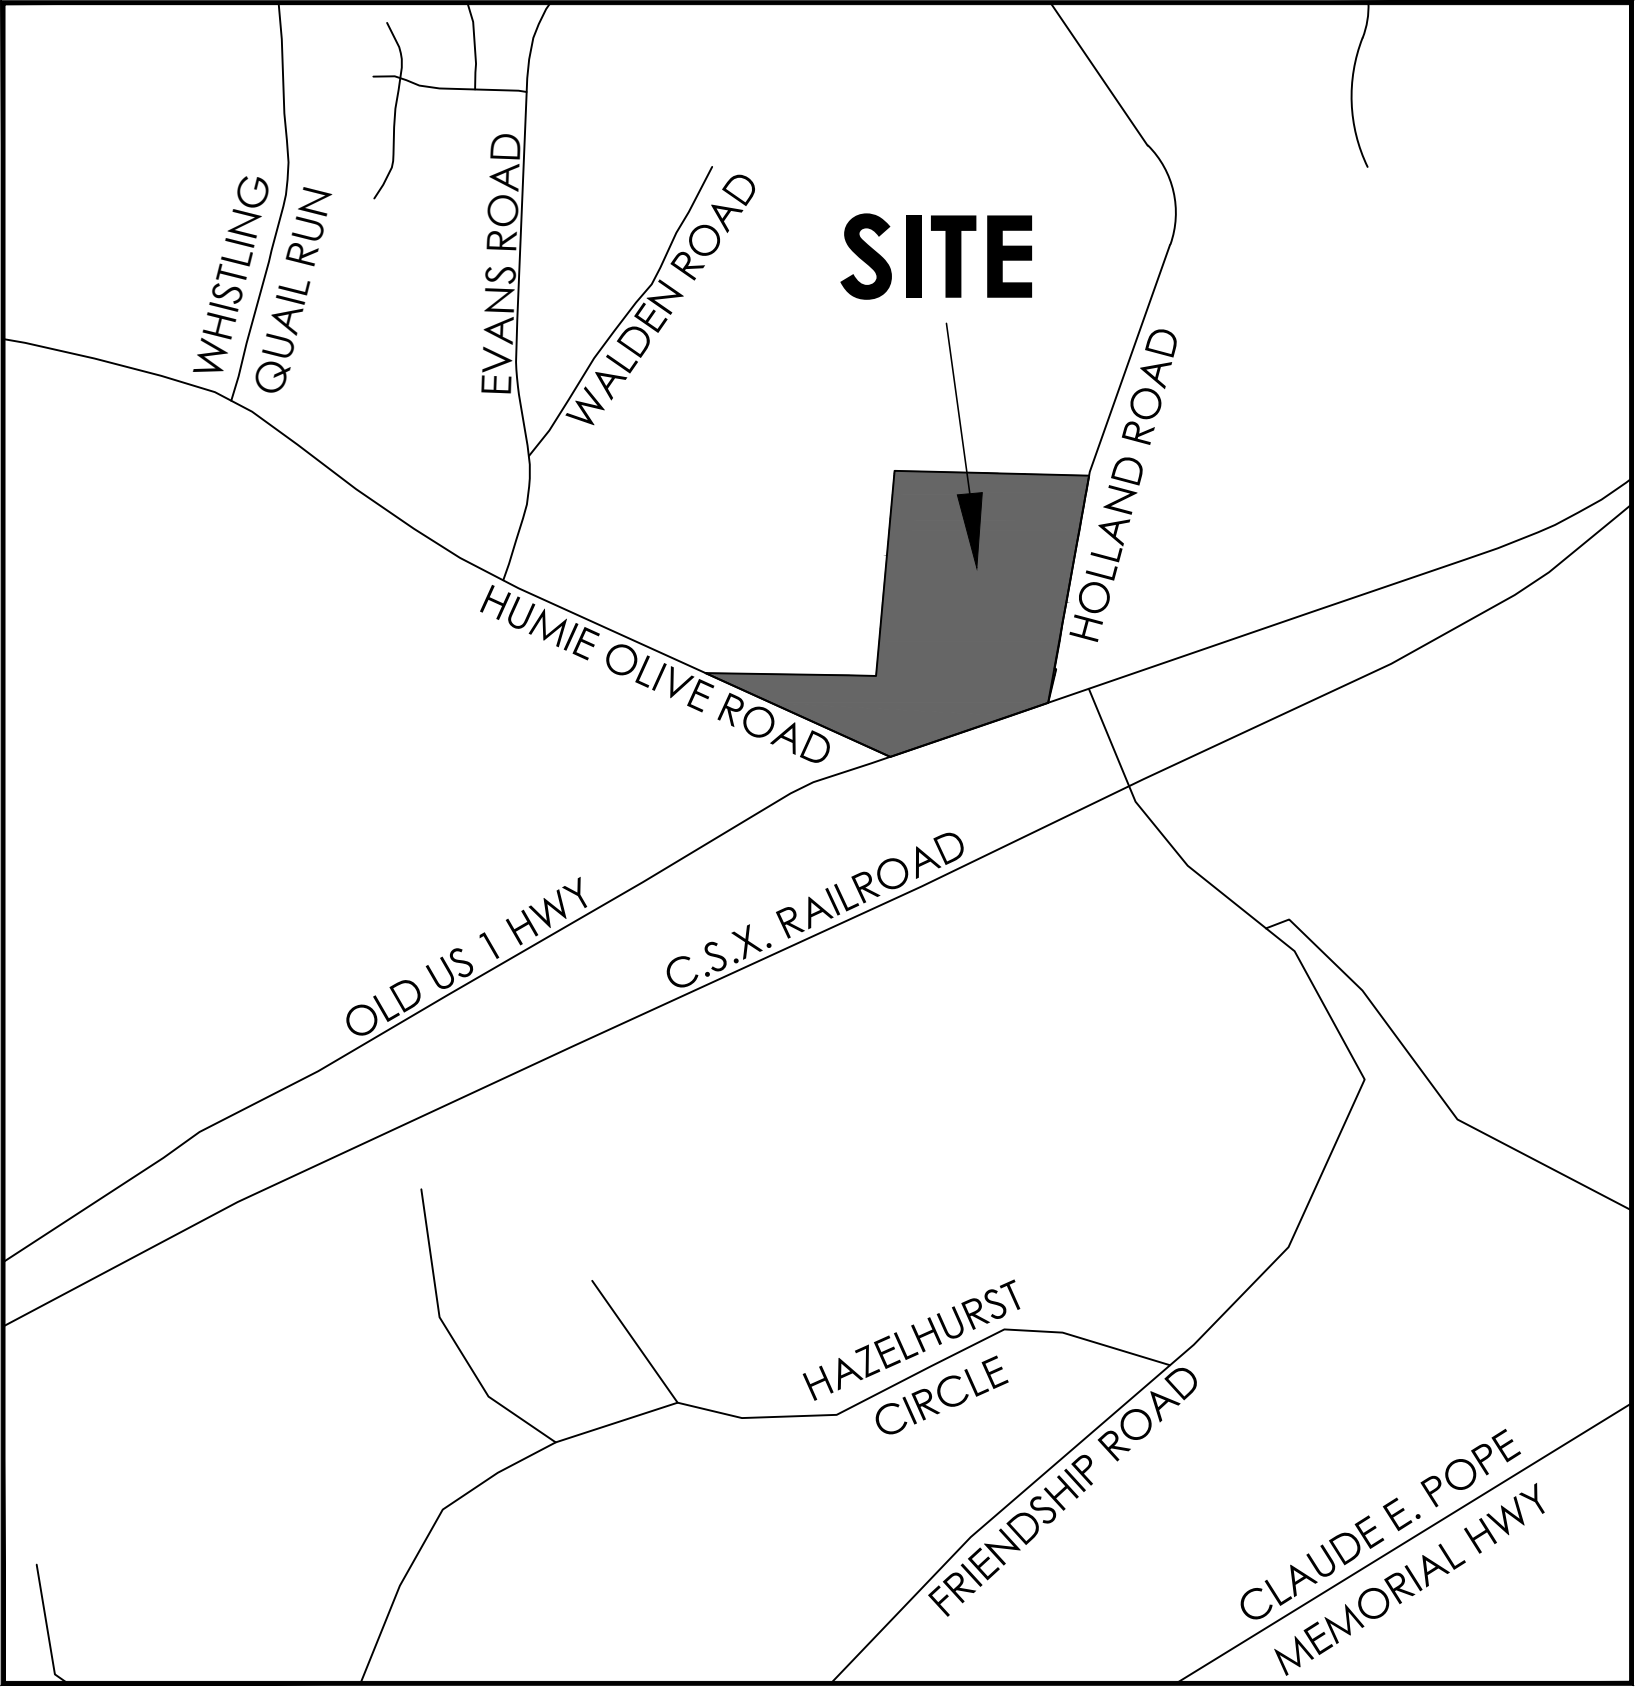 WHISTLING
QUAIL RUN
EVANS ROAD
WALDEN ROAD
SITE
HOLLAND ROAD
HUMIE OLIVE ROAD
OLD US 1 HWY
C.S.X. RAILROAD
HAZELHURST
CIRCLE
FRIENDSHIP ROAD
CLAUDE E. POPE
MEMORIAL HWY